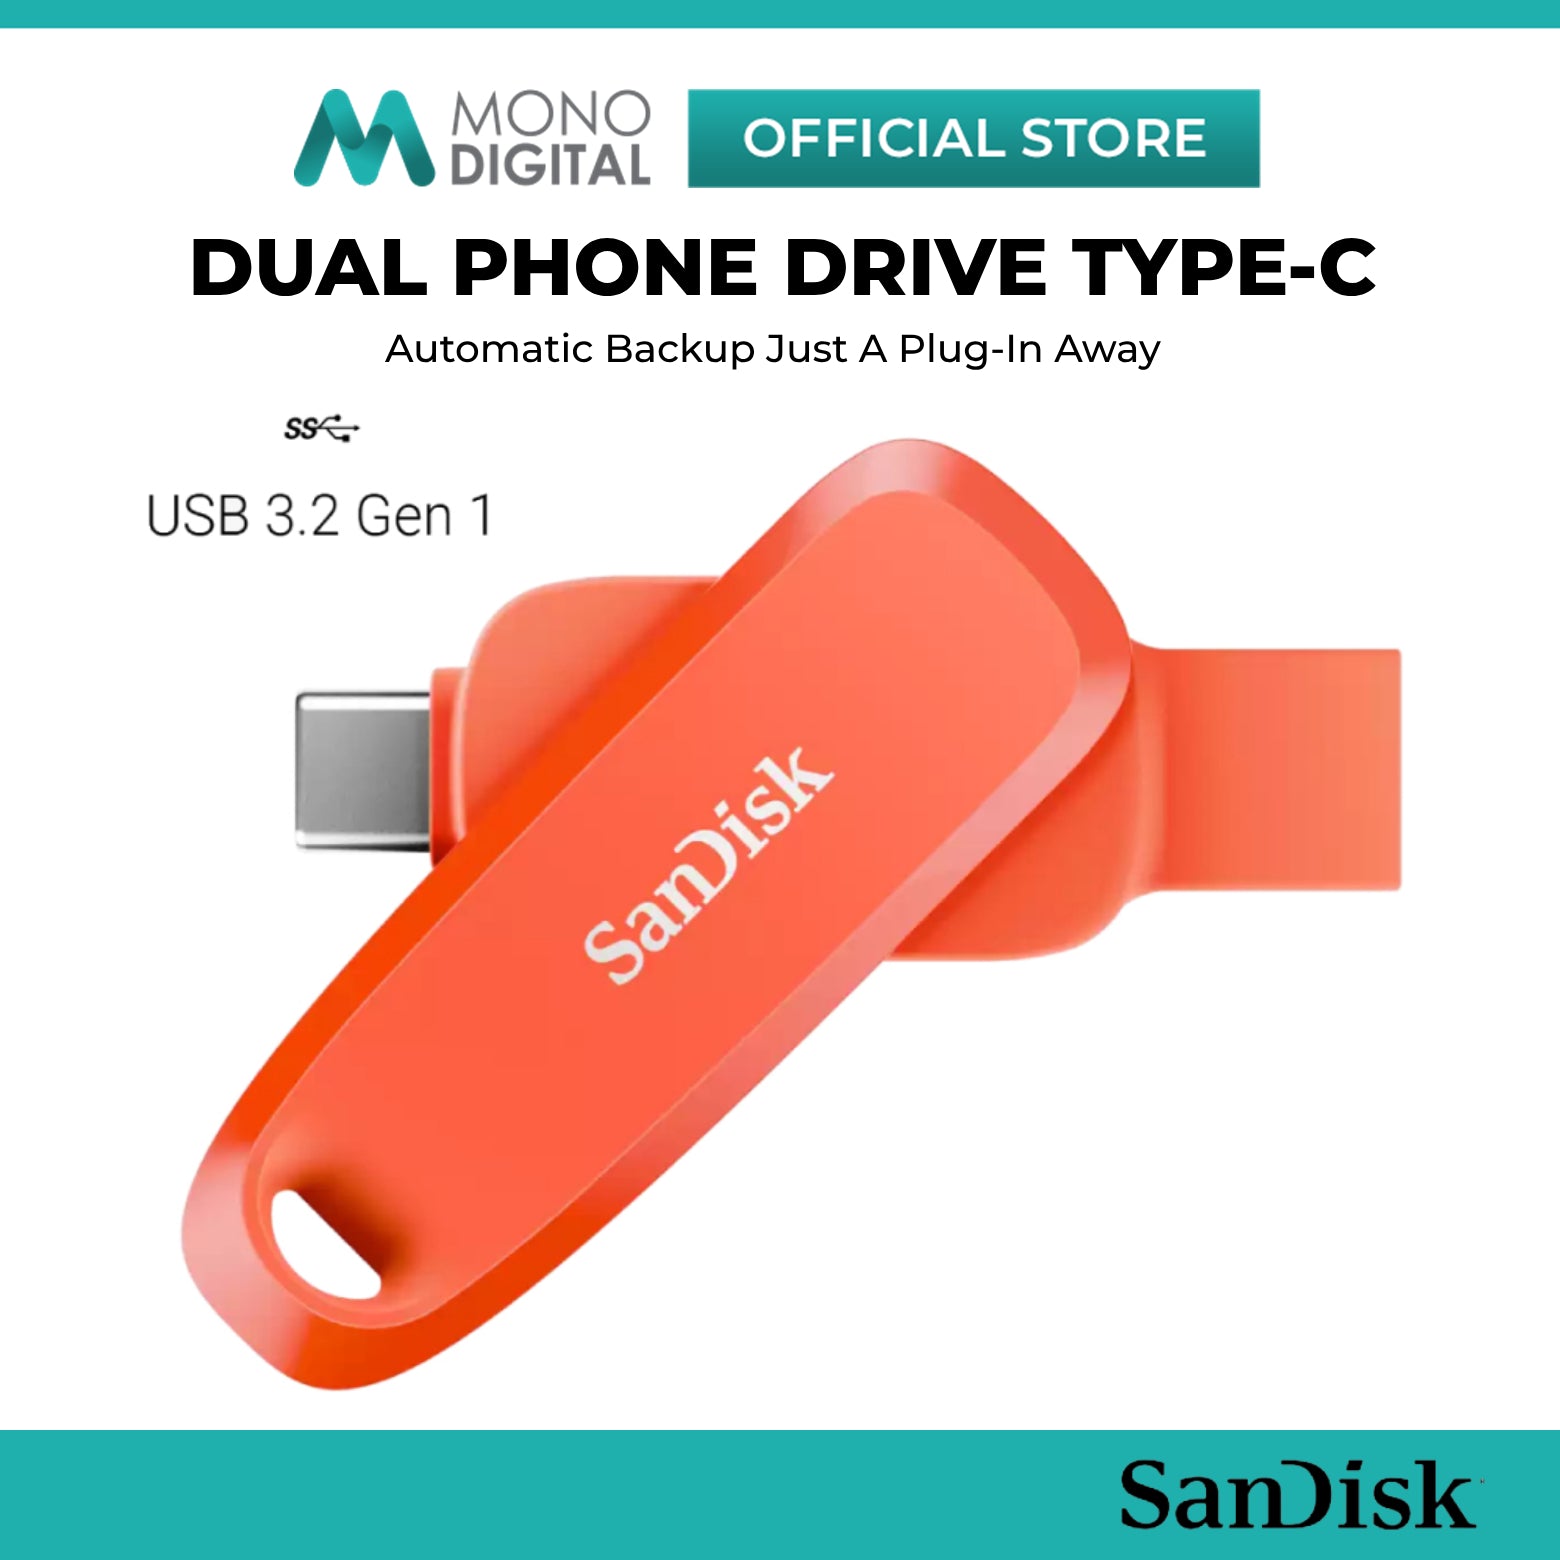 MONO
DIGITAL
OFFICIAL STORE
DUAL PHONE DRIVE TYPE-C
Automatic Backup Just A Plug-In Away
SS
USB 3.2 Gen 1
SanDisk
SanDisk